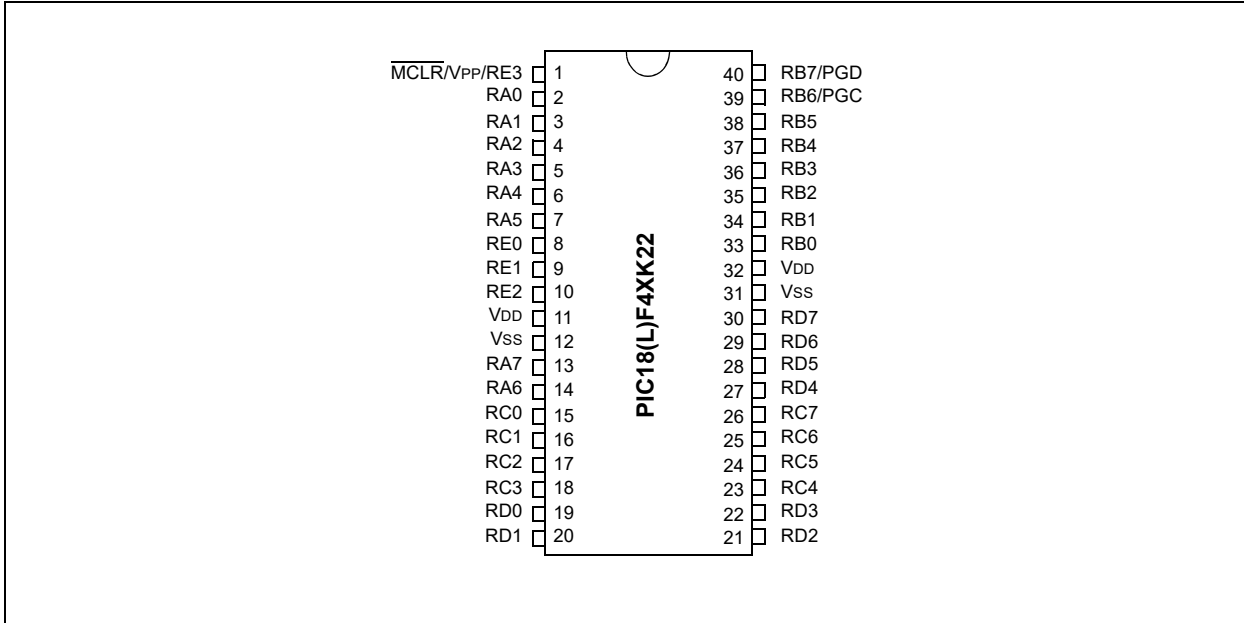 MCLR/VPP/RE3 1
RA0 2
RA1 3
RA2 4
RA3 5
RA4 6
RA5 7
RE0 8
RE1 9
RE2 10
VDD 11
VSS 12
RA7 13
RA6 14
RC0 15
RC1 16
RC2 17
RC3 18
RD0 19
RD1 20
PIC18(L)F4XK22
40 RB7/PGD
39 RB6/PGC
38 RB5
37 RB4
36 RB3
35 RB2
34 RB1
33 RB0
32 VDD
31 VSS
30 RD7
29 RD6
28 RD5
27 RD4
26 RC7
25 RC6
24 RC5
23 RC4
22 RD3
21 RD2